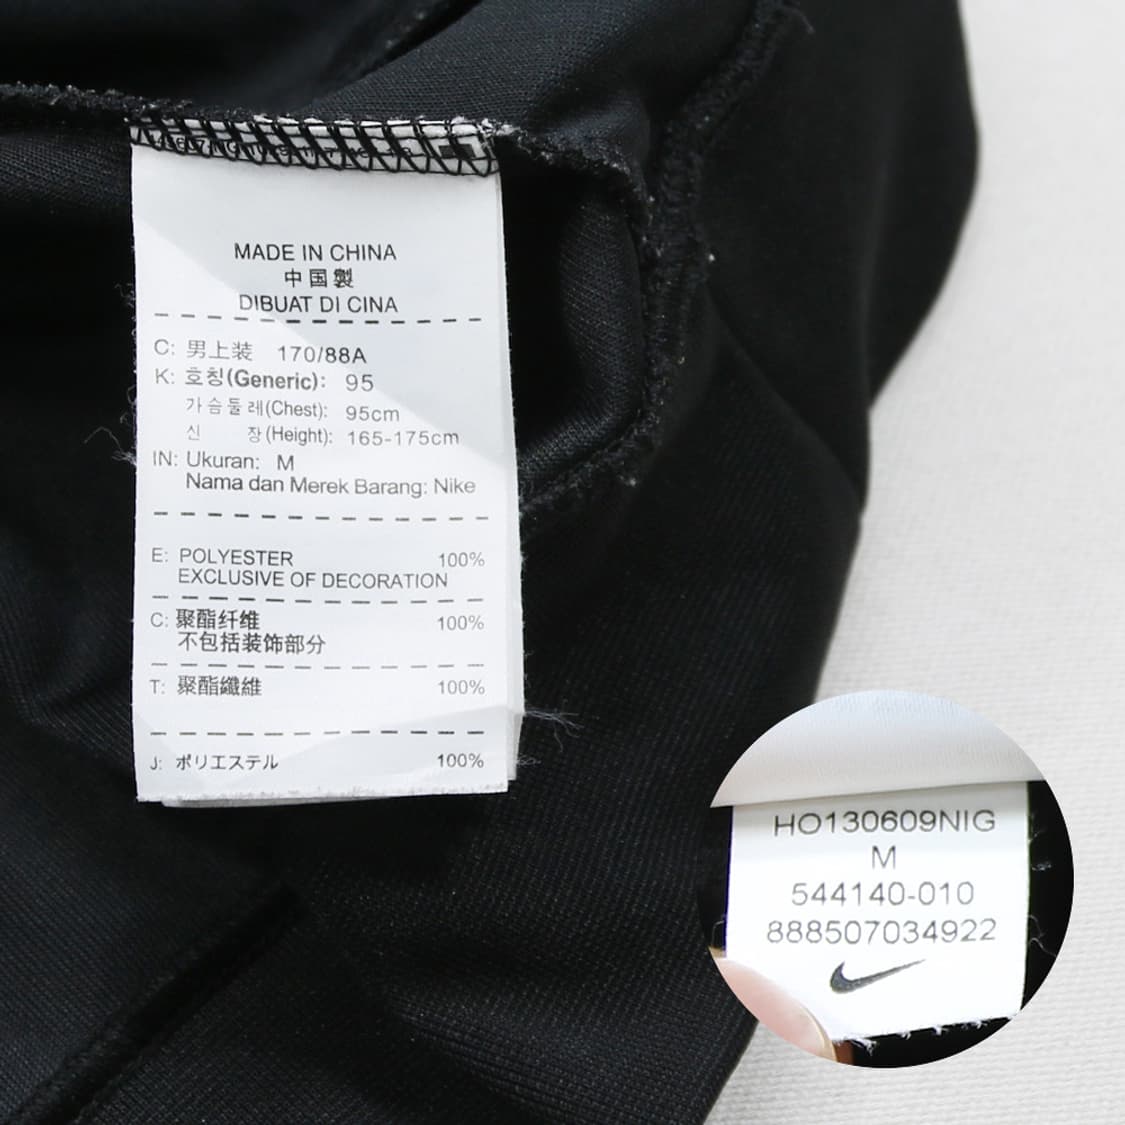 MADE IN CHINA
中国製
DIBUAT DI CINA
C: 男上装 170/88A
K: 호칭(Generic): 95
가슴둘레(Chest): 95cm
신 장(Height): 165-175cm
IN: Ukuran: M
Nama dan Merek Barang: Nike
E: POLYESTER 100%
EXCLUSIVE OF DECORATION
C: 聚酯纤维 100%
不包括装饰部分
T: 聚酯纖維 100%
J: ポリエステル 100%
HO130609NIG
M
544140-010
888507034922